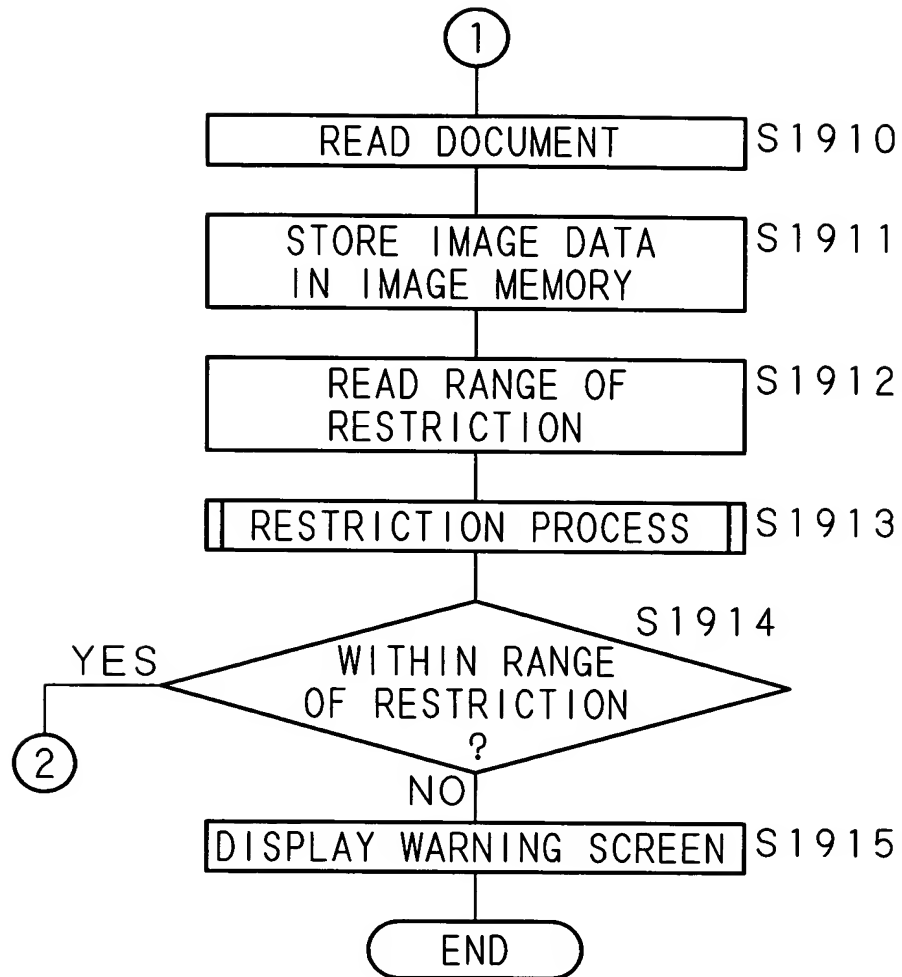 1
READ DOCUMENT
S1910
STORE IMAGE DATA
IN IMAGE MEMORY
S1911
READ RANGE OF
RESTRICTION
S1912
RESTRICTION PROCESS
S1913
S1914
WITHIN RANGE
OF RESTRICTION
?
YES
2
NO
DISPLAY WARNING SCREEN
S1915
END